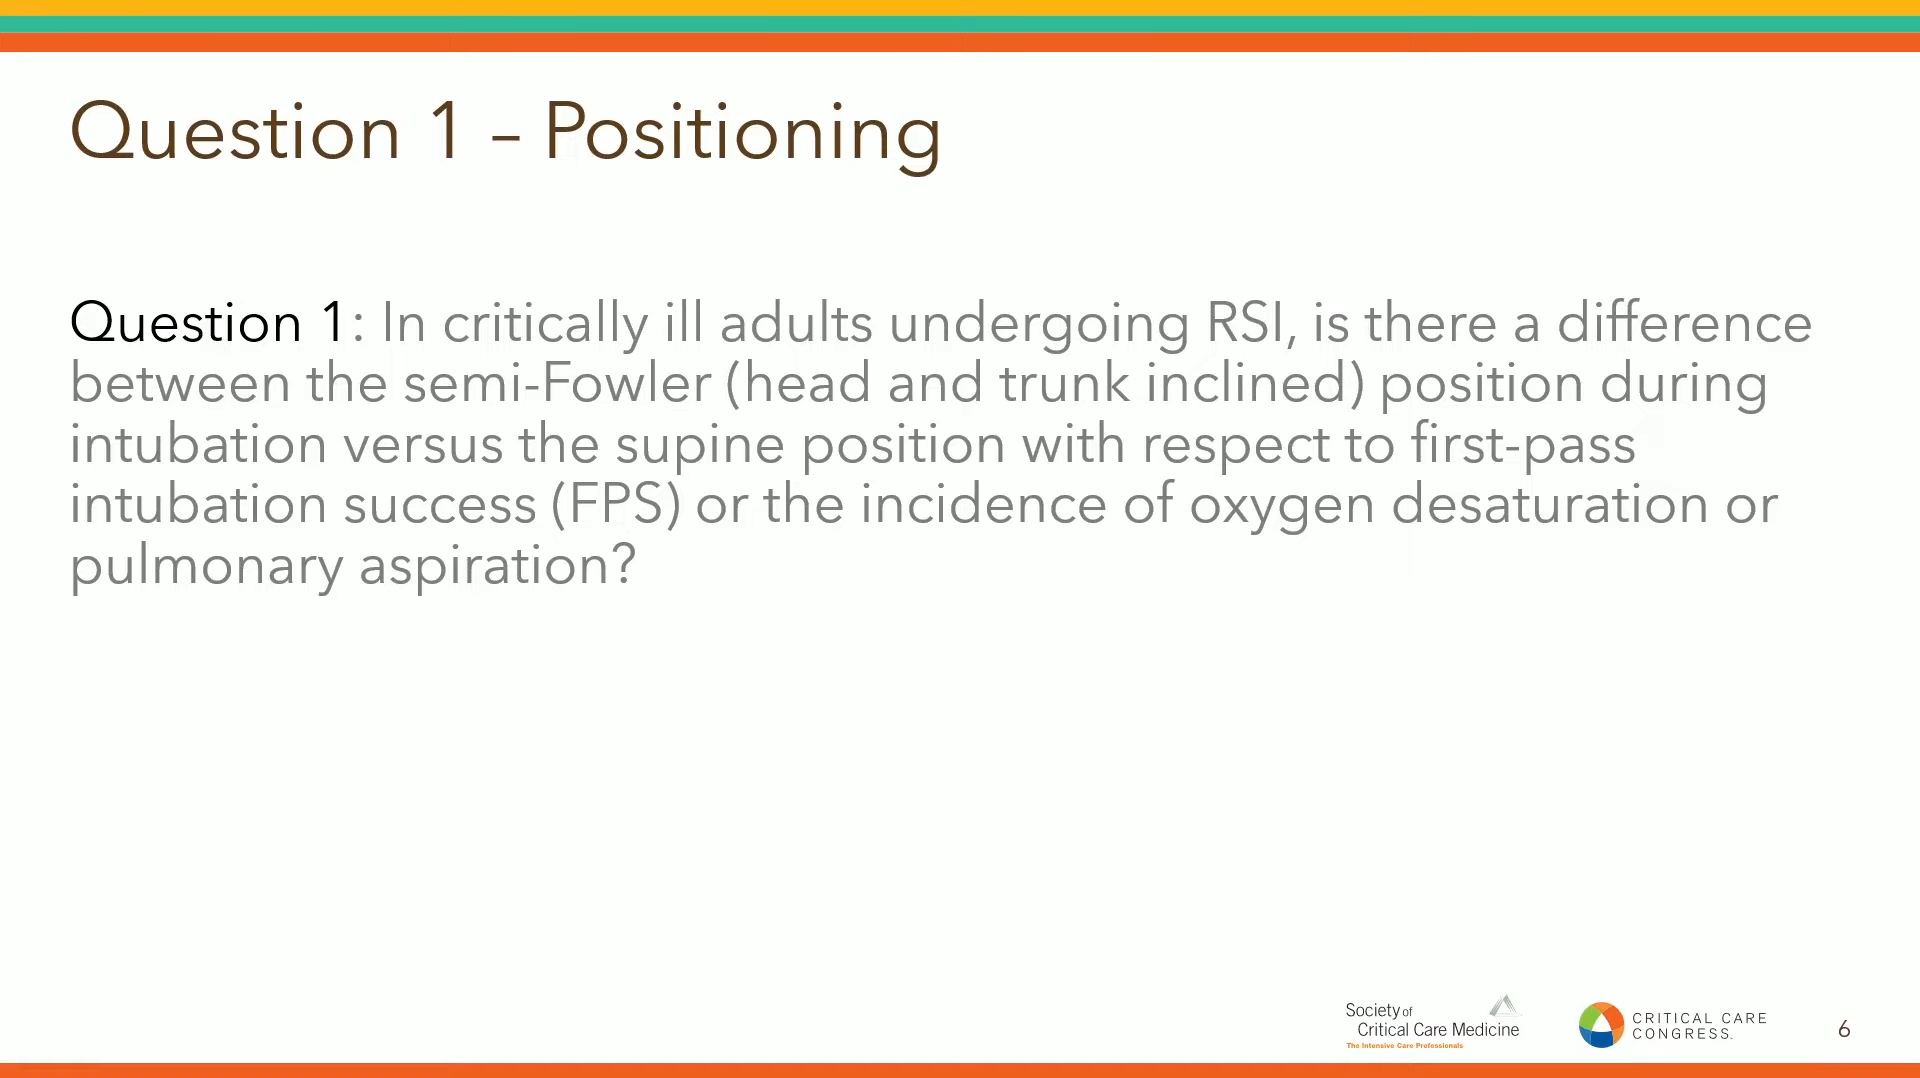 Question 1 – Positioning
Question 1: In critically ill adults undergoing RSI, is there a difference
between the semi-Fowler (head and trunk inclined) position during
intubation versus the supine position with respect to first-pass
intubation success (FPS) or the incidence of oxygen desaturation or
pulmonary aspiration?
Society of
Critical Care Medicine
The Intensive Care Professionals
CRITICAL CARE
CONGRESS.
6